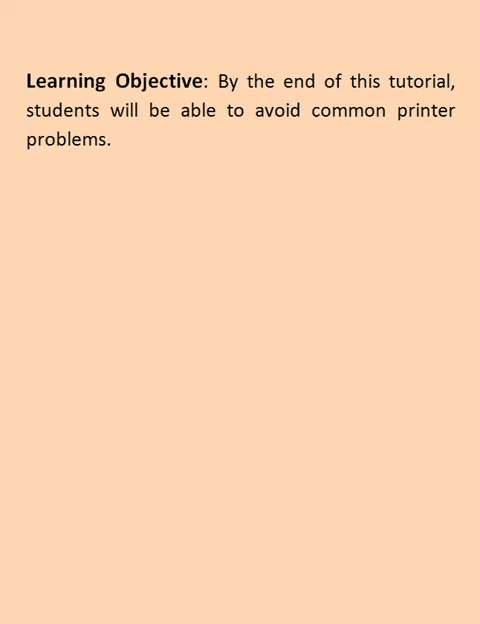 Learning Objective: By the end of this tutorial,
students will be able to avoid common printer
problems.